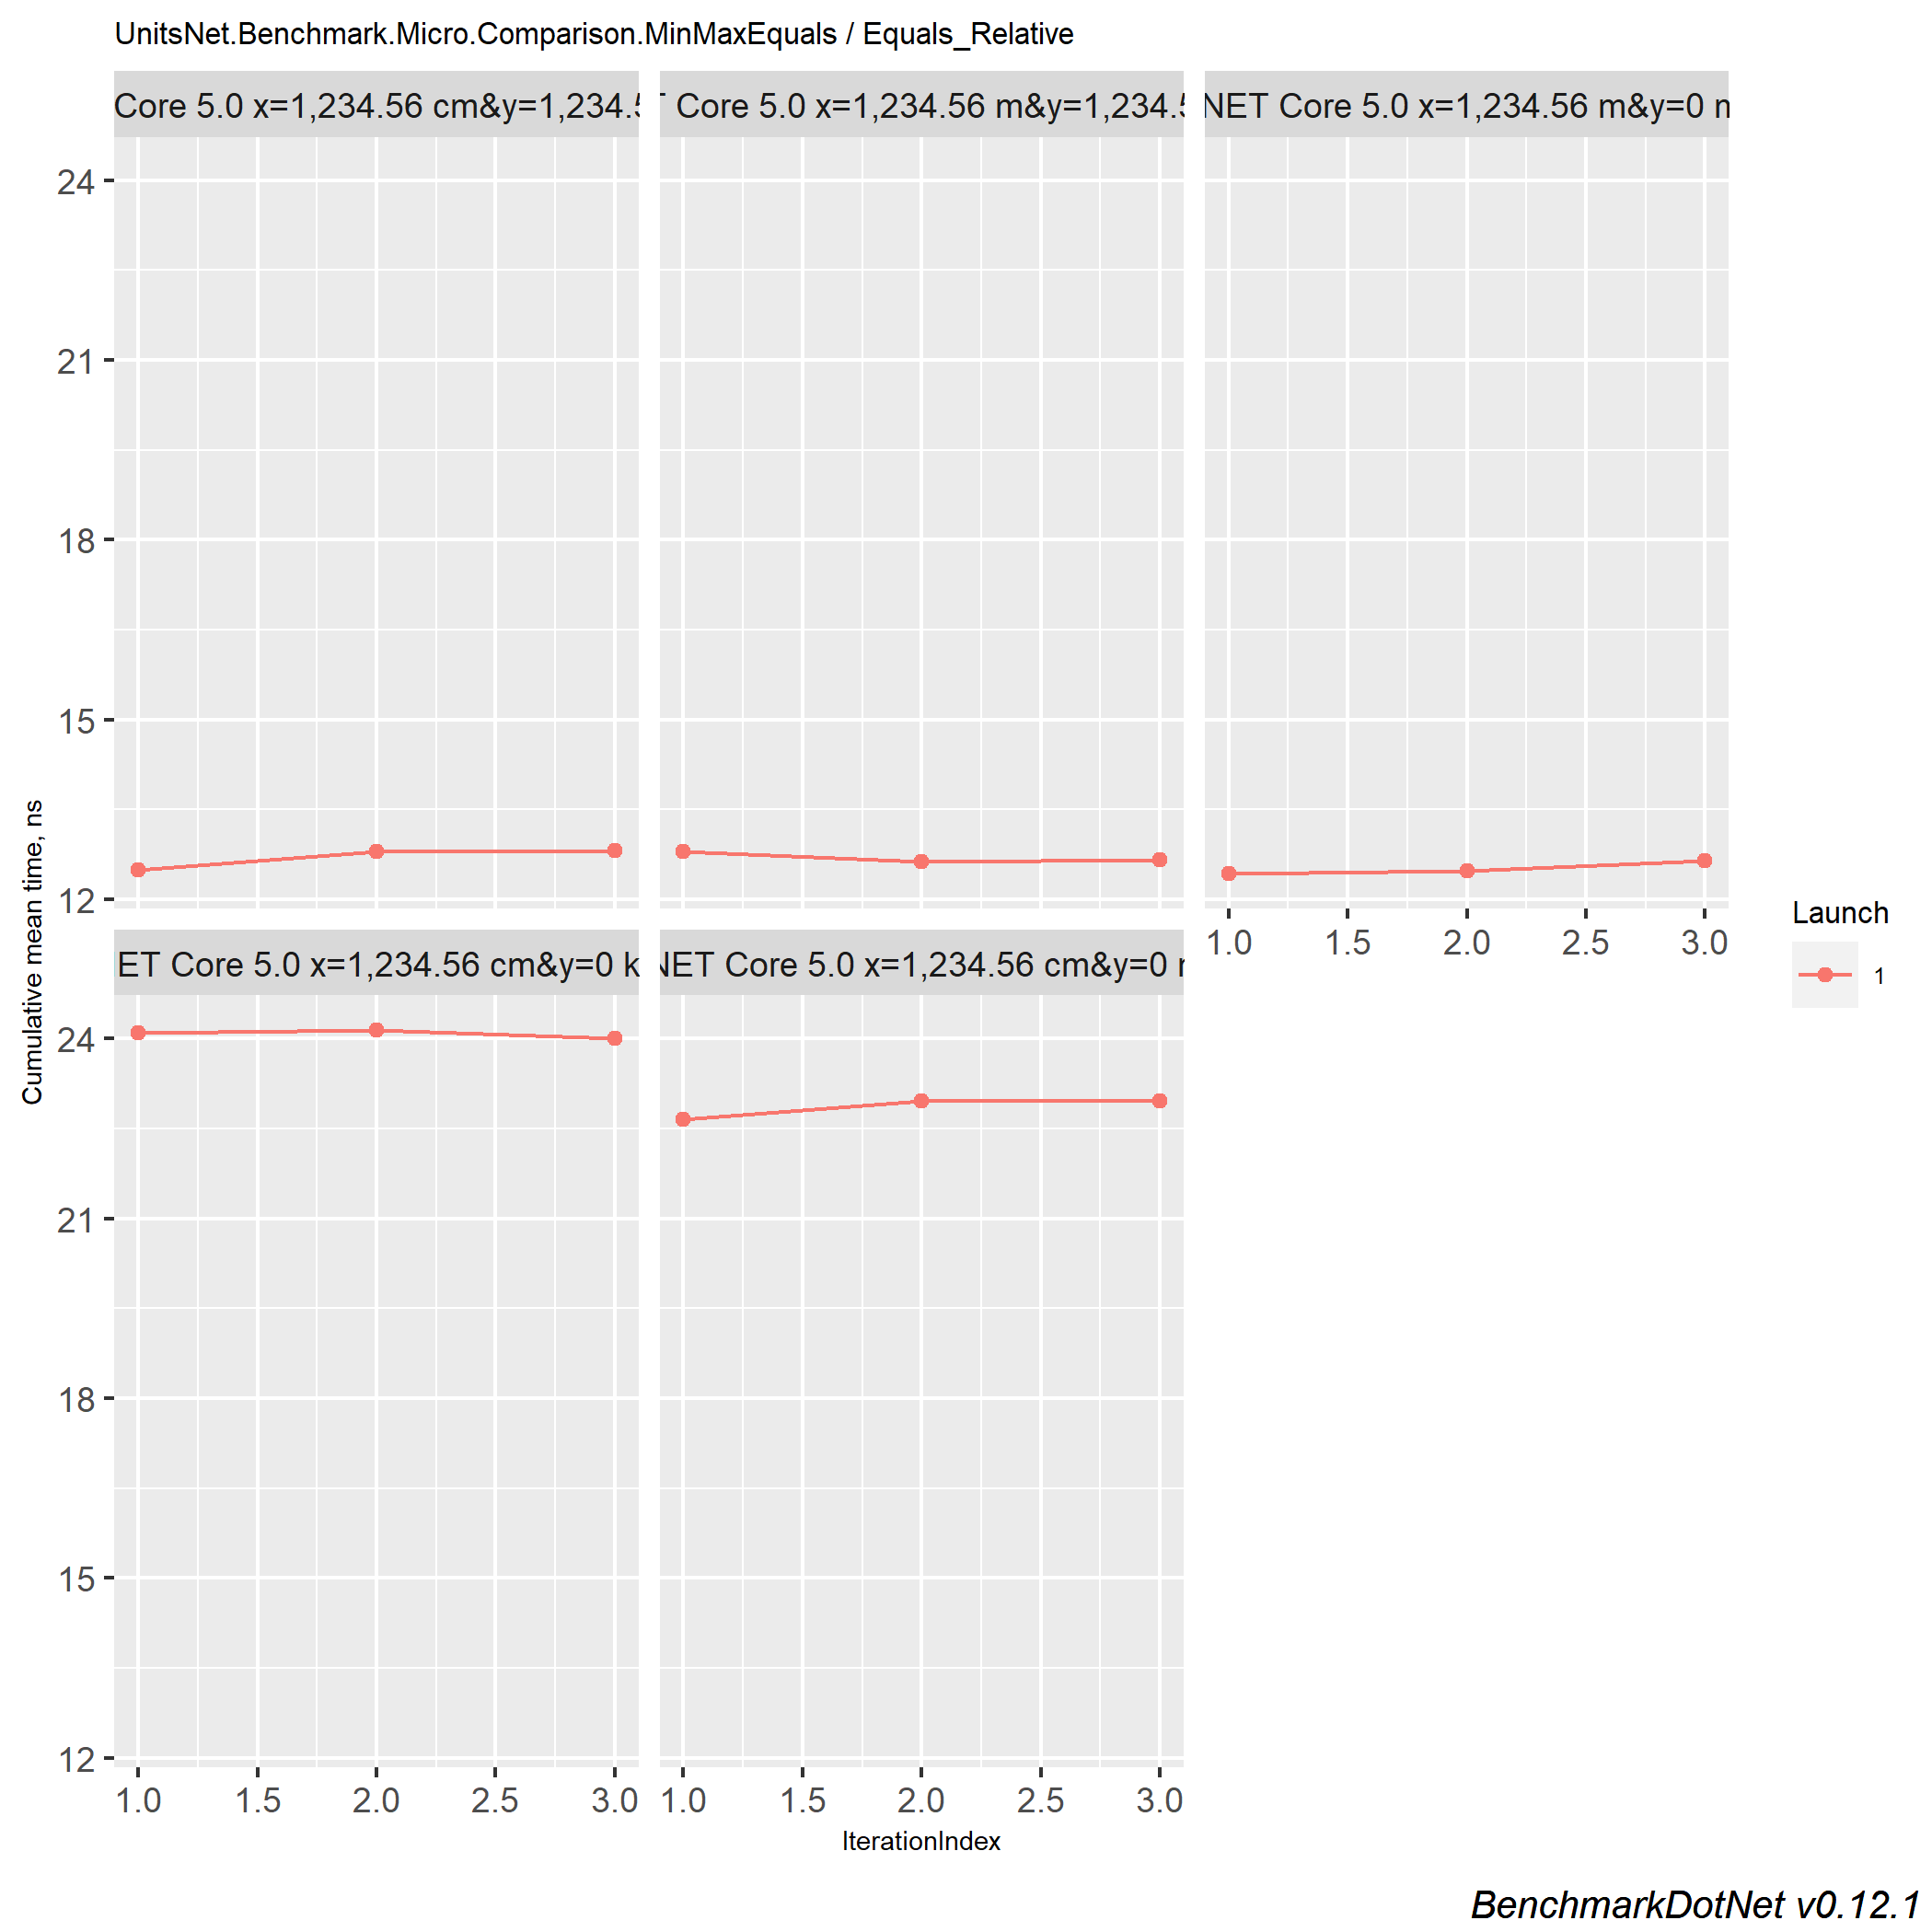 UnitsNet.Benchmark.Micro.Comparison.MinMaxEquals / Equals_Relative
Core 5.0 x=1,234.56 cm&y=1,234.5
Core 5.0 x=1,234.56 m&y=1,234.5
NET Core 5.0 x=1,234.56 m&y=0
24
21
18
15
12
1.0 1.5 2.0 2.5 3.0
Cumulative mean time, ns
Launch
1
ET Core 5.0 x=1,234.56 cm&y=0 k
NET Core 5.0 x=1,234.56 cm&y=0
24
21
18
15
12
1.0 1.5 2.0 2.5 3.0
1.0 1.5 2.0 2.5 3.0
IterationIndex
BenchmarkDotNet v0.12.1